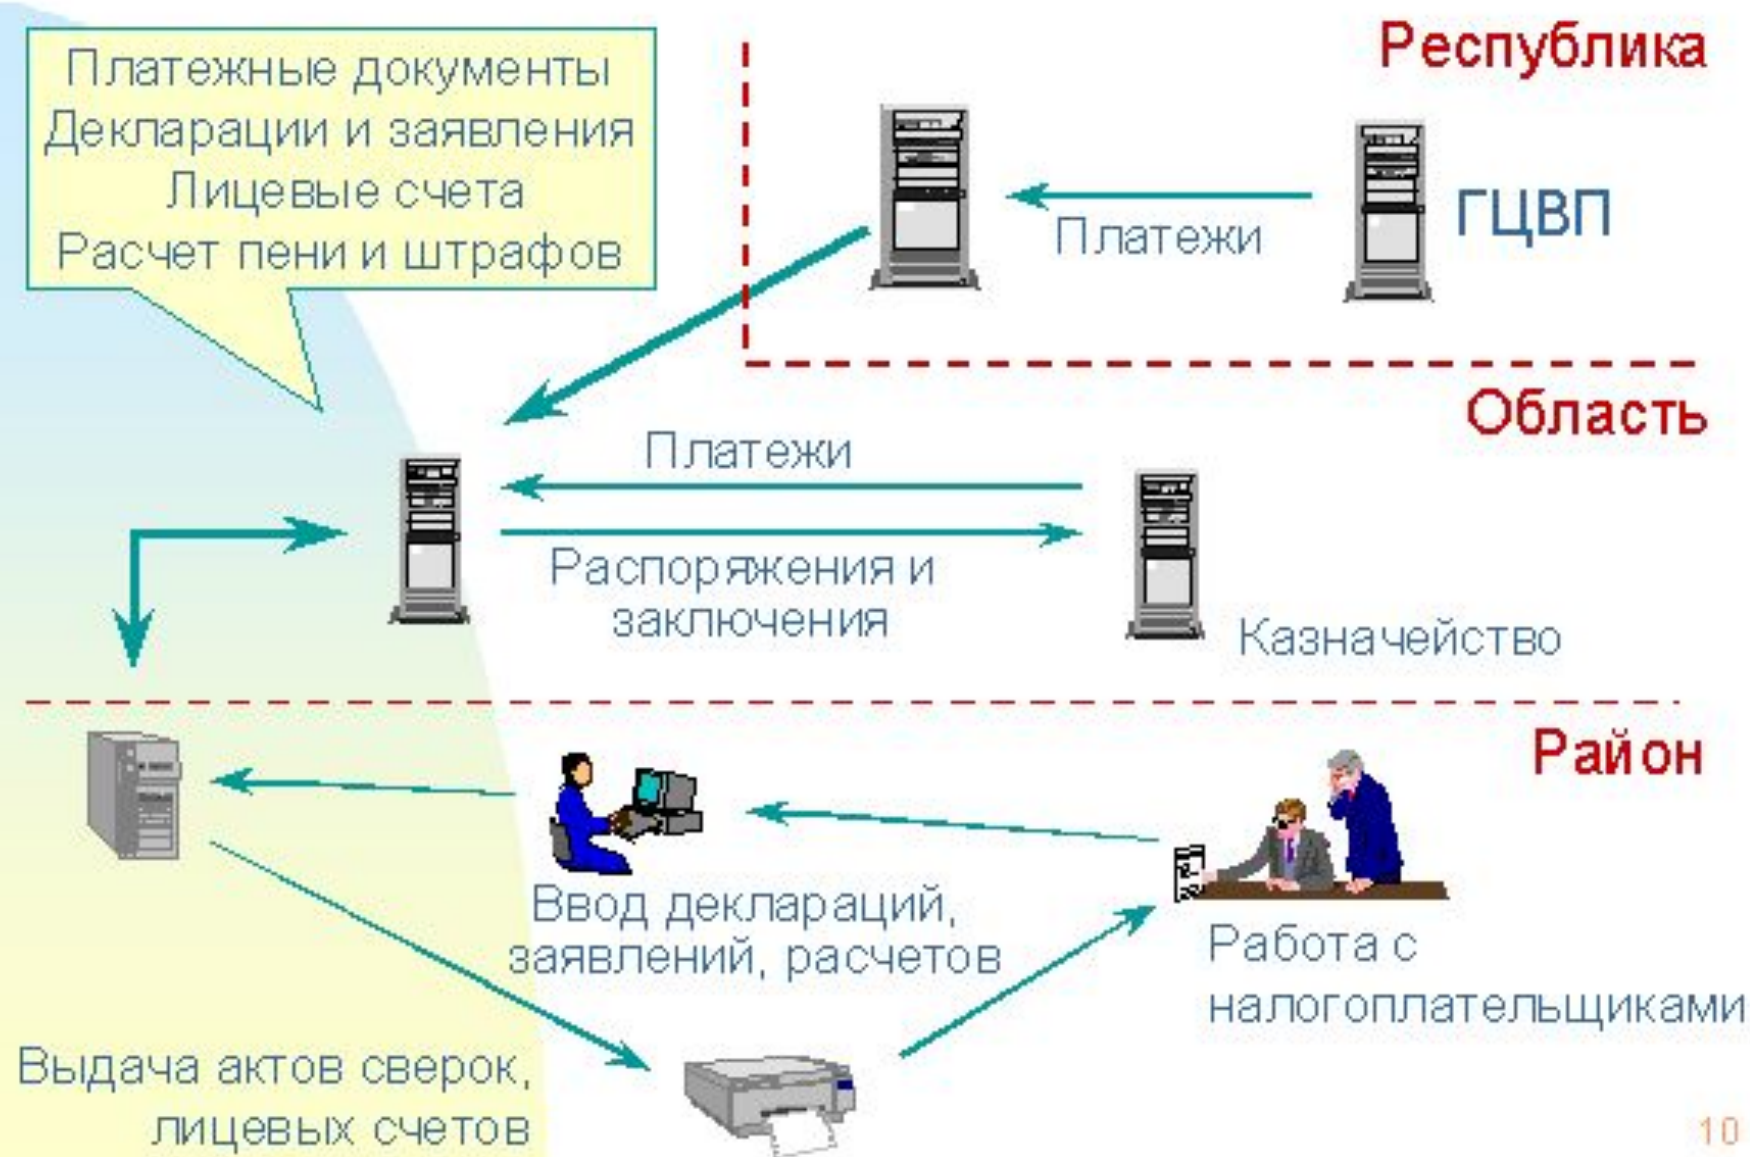 Платежные документы
Декларации и заявления
Лицевые счета
Расчет пени и штрафов
Республика
Платежи
ГЦВП
Область
Платежи
Распоряжения и
заключения
Казначейство
Район
Ввод деклараций,
заявлений, расчетов
Работа с
налогоплательщиками
Выдача актов сверок,
лицевых счетов
10